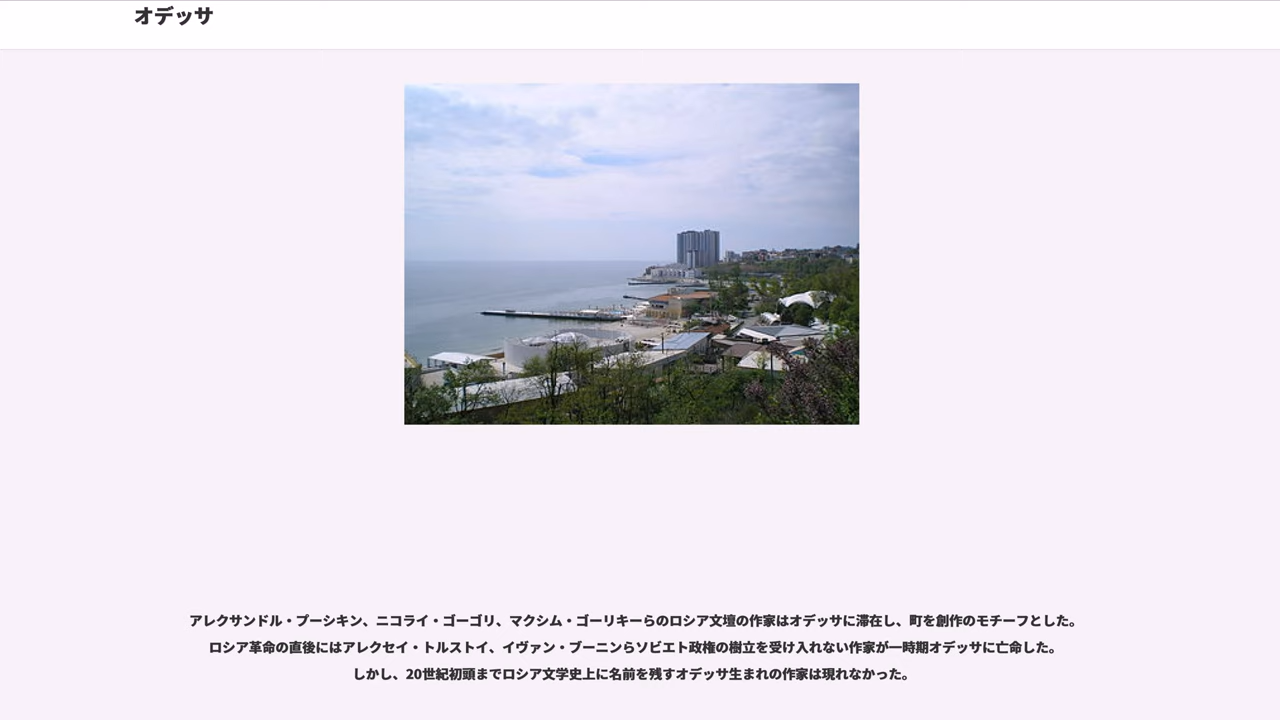 オデッサ
アレクサンドル・プーシキン、ニコライ・ゴーゴリ、マクシム・ゴーリキーらのロシア文壇の作家はオデッサに滞在し、町を創作のモチーフとした。
ロシア革命の直後にはアレクセイ・トルストイ、イヴァン・ブーニンらソビエト政権の樹立を受け入れない作家が一時期オデッサに亡命した。
しかし、20世紀初頭までロシア文学史上に名前を残すオデッサ生まれの作家は現れなかった。